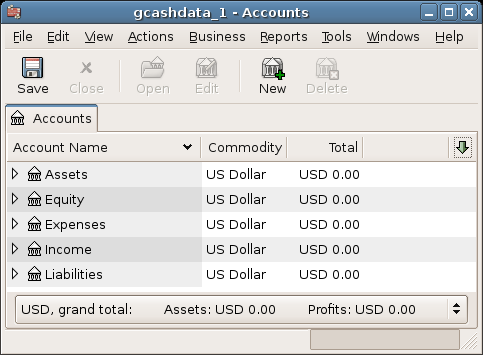 gcashdata_1 - Accounts
File Edit View Actions Business Reports Tools Windows Help
Save Close Open Edit New Delete
Accounts
Account Name Commodity Total
Assets US Dollar USD 0.00
Equity US Dollar USD 0.00
Expenses US Dollar USD 0.00
Income US Dollar USD 0.00
Liabilities US Dollar USD 0.00
USD, grand total: Assets: USD 0.00 Profits: USD 0.00